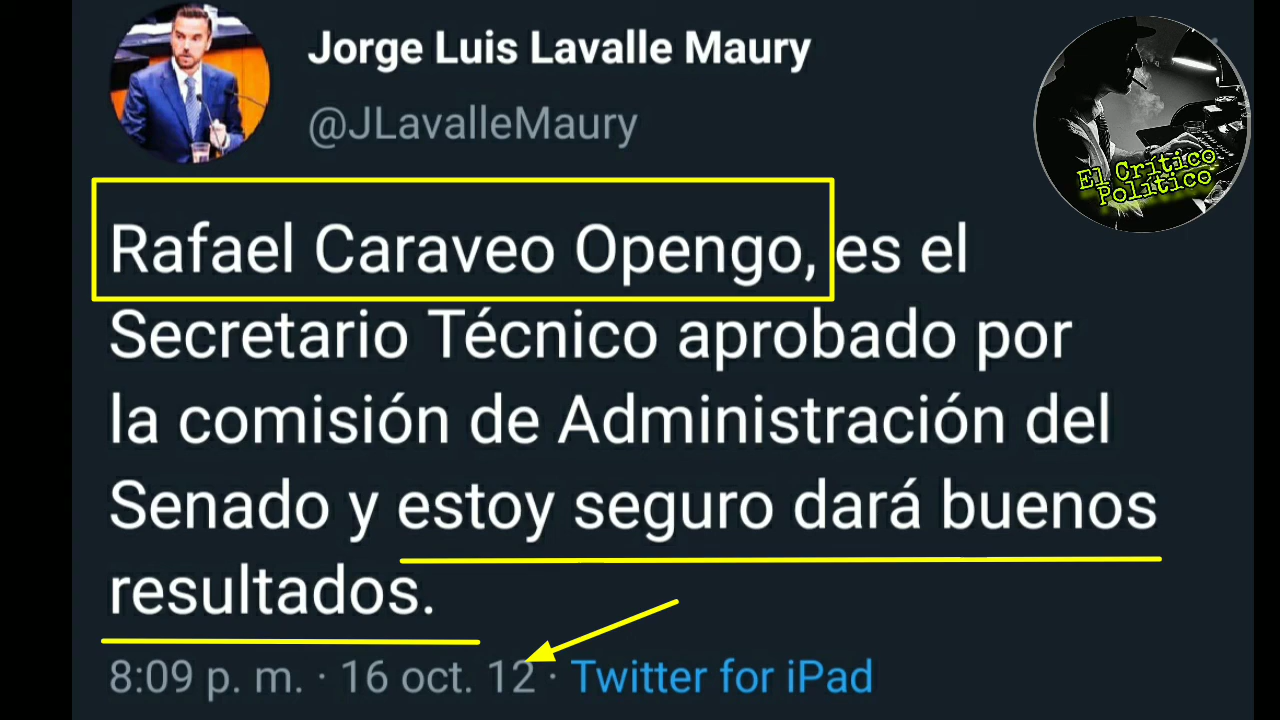 Jorge Luis Lavalle Maury
@JLavalleMaury
El Crítico
Político
Rafael Caraveo Opengo, es el
Secretario Técnico aprobado por
la comisión de Administración del
Senado y estoy seguro dará buenos
resultados.
8:09 p. m. · 16 oct. 12 · Twitter for iPad